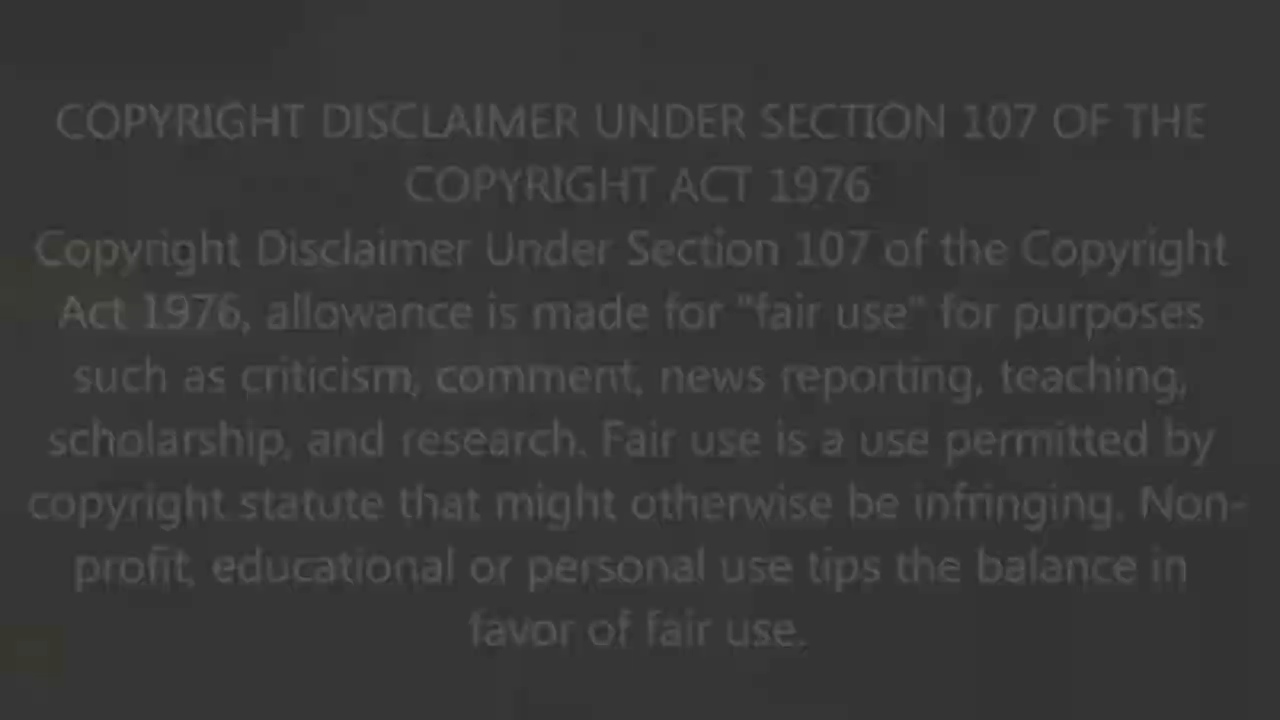 COPYRIGHT DISCLAIMER UNDER SECTION 107 OF THE
COPYRIGHT ACT 1976
Copyright Disclaimer Under Section 107 of the Copyright
Act 1976, allowance is made for "fair use" for purposes
such as criticism, comment, news reporting, teaching,
scholarship, and research. Fair use is a use permitted by
copyright statute that might otherwise be infringing. Non-
profit, educational or personal use tips the balance in
favor of fair use.